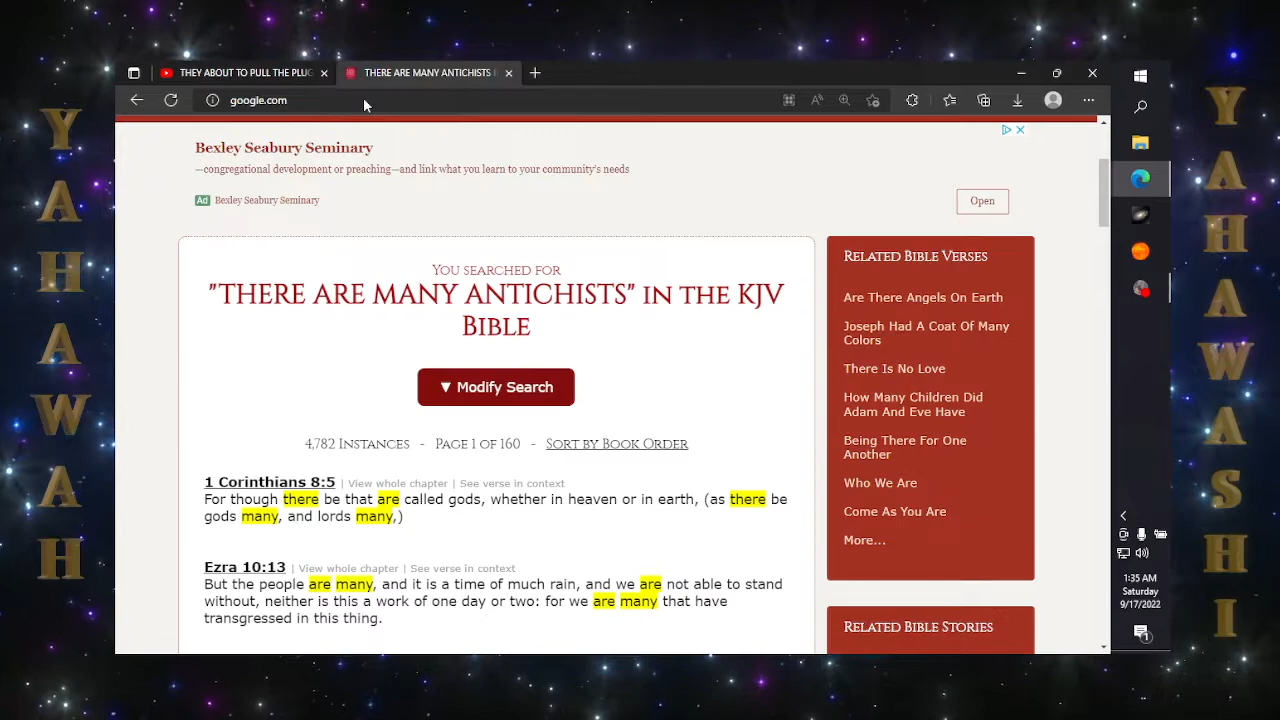 THEY ABOUT TO PULL THE PLUG
THERE ARE MANY ANTICHISTS I
google.com
Bexley Seabury Seminary
—congregational development or preaching—and link what you learn to your community's needs
Ad Bexley Seabury Seminary
Open
You searched for
"THERE ARE MANY ANTICHISTS" in the KJV
Bible
▼ Modify Search
4,782 Instances - Page 1 of 160 - Sort by Book Order
1 Corinthians 8:5 | View whole chapter | See verse in context
For though there be that are called gods, whether in heaven or in earth, (as there be
gods many, and lords many,)
Ezra 10:13 | View whole chapter | See verse in context
But the people are many, and it is a time of much rain, and we are not able to stand
without, neither is this a work of one day or two: for we are many that have
transgressed in this thing.
Related Bible Verses
Are There Angels On Earth
Joseph Had A Coat Of Many
Colors
There Is No Love
How Many Children Did
Adam And Eve Have
Being There For One
Another
Who We Are
Come As You Are
More...
Related Bible Stories
1:35 AM
Saturday
9/17/2022
1
YAHAWAH
YAHAWASHI